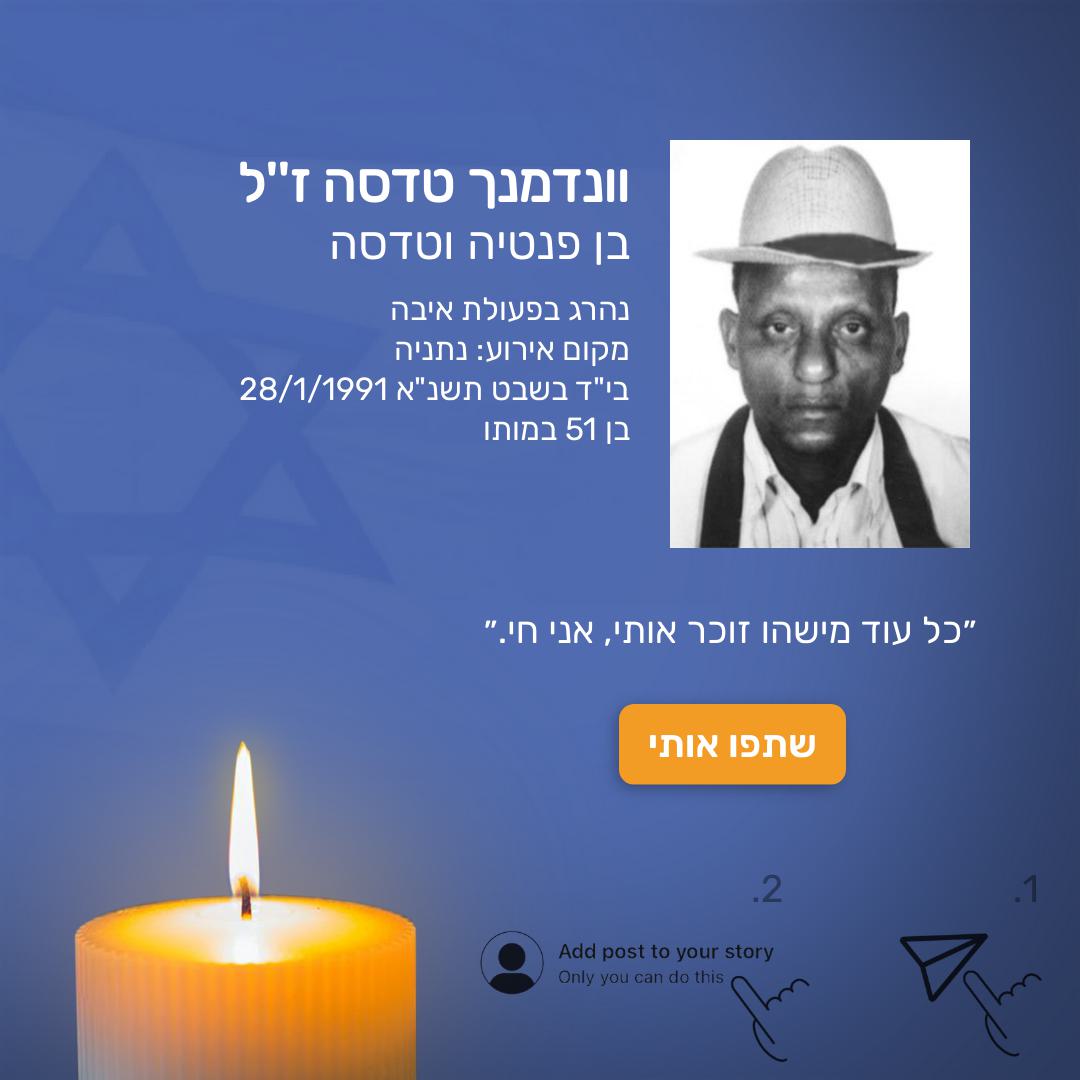 וונדמנך טדסה ז"ל
בן פנטיה וטדסה
נהרג בפעולת איבה
מקום אירוע: נתניה
בי"ד בשבט תשנ"א 28/1/1991
בן 51 במותו
״כל עוד מישהו זוכר אותי, אני חי.״
שתפו אותי
1.
2.
Add post to your story
Only you can do this